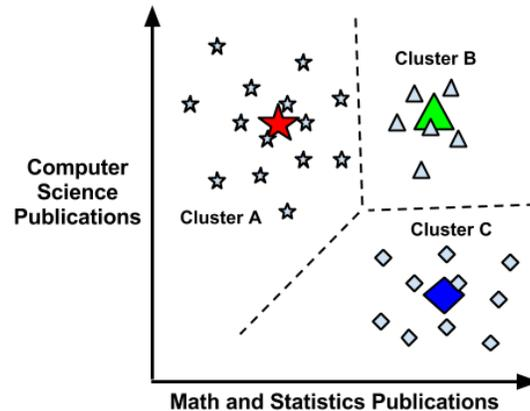 Cluster B
Computer
Science
Publications
Cluster A
Cluster C
Math and Statistics Publications